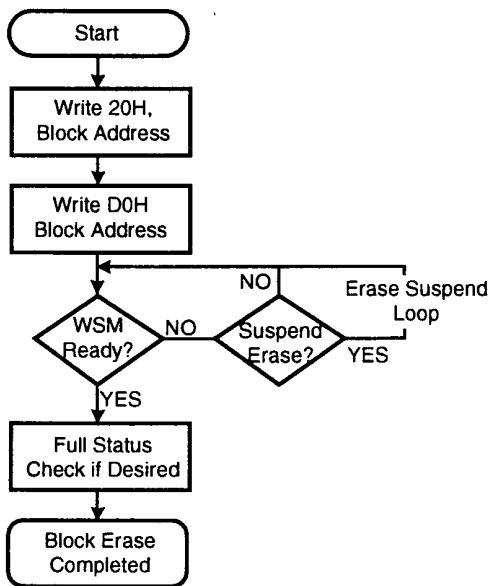 Start
Write 20H,
Block Address
Write D0H
Block Address
NO
Erase Suspend
Loop
WSM
Ready?
NO
Suspend
Erase?
YES
YES
Full Status
Check if Desired
Block Erase
Completed